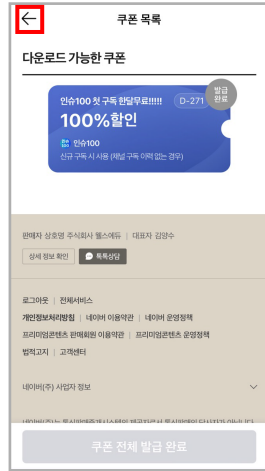 쿠폰 목록
다운로드 가능한 쿠폰
발급
완료
인슈100 첫 구독 한달무료!!!!! D-271
100%할인
인슈100
신규 구독 시 사용 (채널 구독 이력 없는 경우)
판매자 상호명 주식회사 웰스에듀 | 대표자 김양수
상세 정보 확인 톡톡상담
로그아웃 | 전체서비스
개인정보처리방침 | 네이버 이용약관 | 네이버 운영정책
프리미엄콘텐츠 판매회원 이용약관 | 프리미엄콘텐츠 운영정책
법적고지 | 고객센터
네이버(주) 사업자 정보
쿠폰 전체 발급 완료